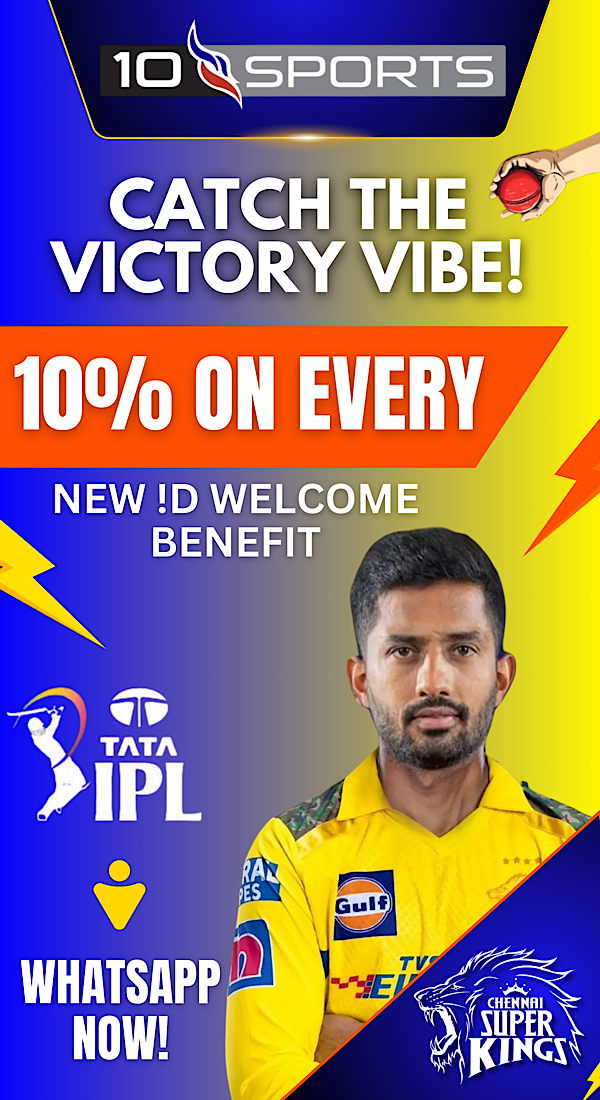 10 SPORTS
CATCH THE
VICTORY VIBE!
10% ON EVERY
NEW !D WELCOME
BENEFIT
TATA
IPL
Gulf
TVS
WHATSAPP
NOW!
CHENNAI
SUPER
KINGS